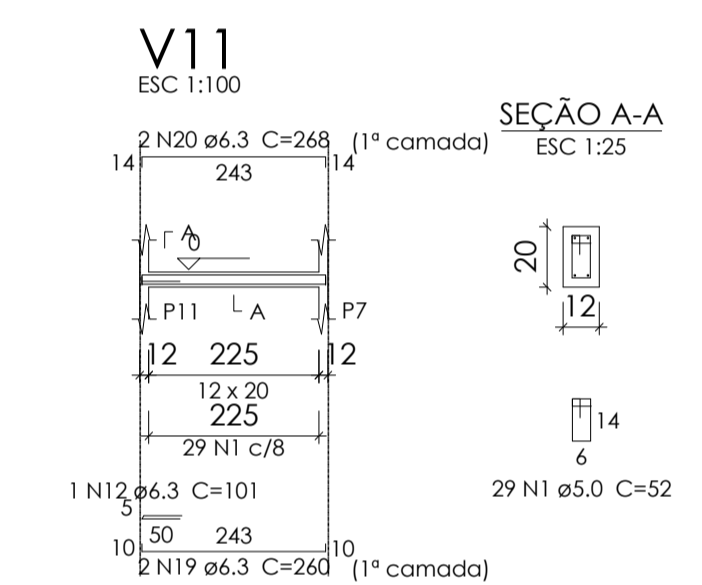 V11
ESC 1:100
2 N20 ø6.3 C=268 (1ª camada)
14 243 14
A
0
P11 A P7
12 225 12
12 x 20
225
29 N1 c/8
1 N12 ø6.3 C=101
5
50 243
10 10
2 N19 ø6.3 C=260 (1ª camada)
SEÇÃO A-A
ESC 1:25
20
12
14
6
29 N1 ø5.0 C=52